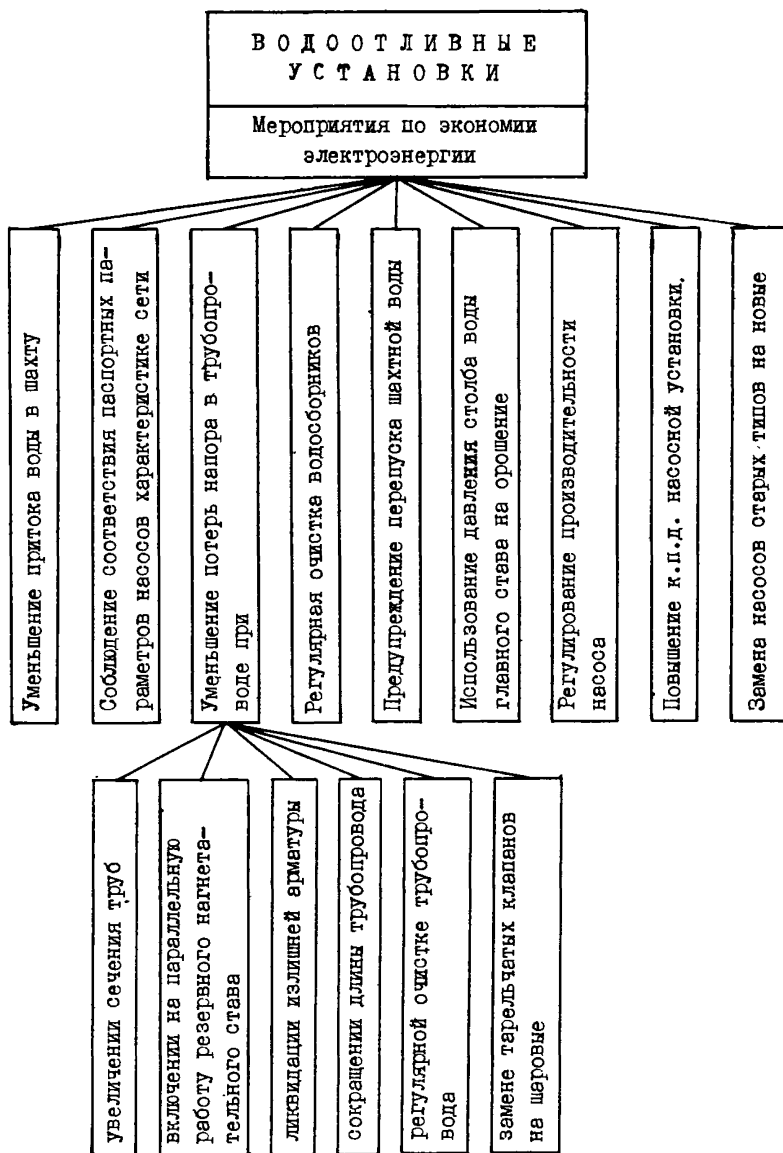 ВОДООТЛИВНЫЕ
УСТАНОВКИ
Мероприятия по экономии
электроэнергии
Уменьшение притока воды в шахту
Соблюдение соответствия паспортных па-
раметров насосов характеристике сети
Уменьшение потерь напора в трубопро-
воде при
Регулярная очистка водосборников
Предупреждение перепуска шахтной воды
Использование давления столба воды
главного става на орошение
Регулирование производительности
насоса
Повышение к.п.д. насосной установки.
Замена насосов старых типов на новые
увеличении сечения труб
включении на параллельную
работу резервного нагнета-
тельного става
ликвидации излишней арматуры
сокращении длины трубопровода
регулярной очистке трубопро-
вода
замене тарельчатых клапанов
на шаровые